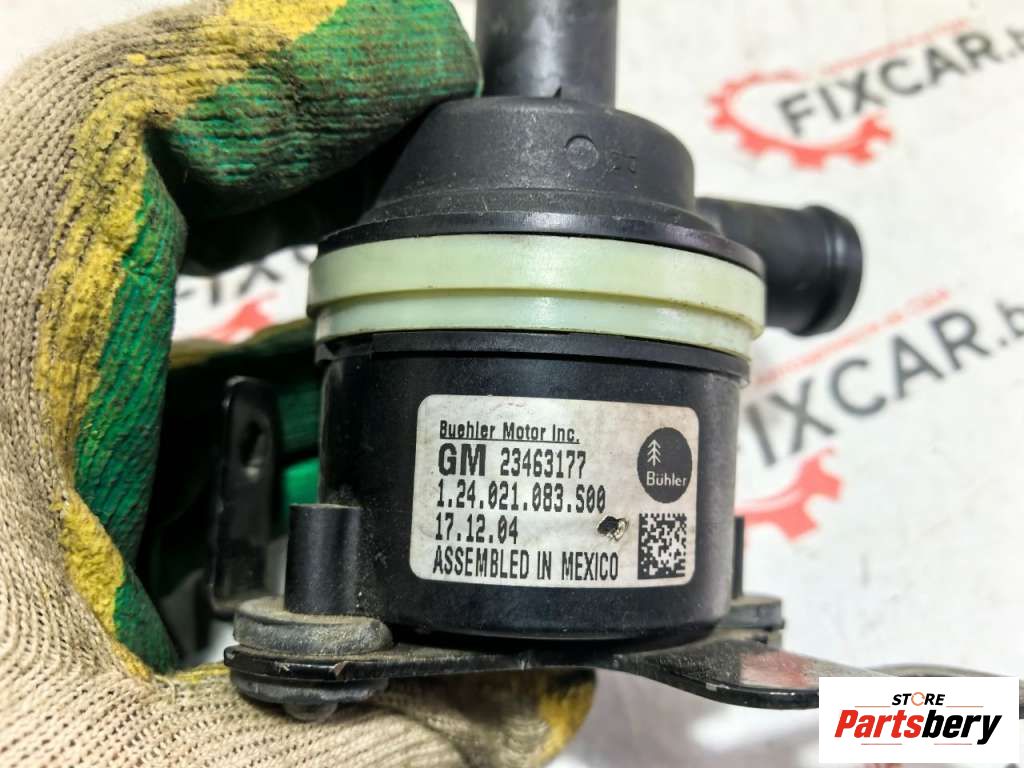 FIXCAR.b
Buehler Motor Inc.
GM 23463177
Bühler
1.24.021.083.S00
17.12.04
ASSEMBLED IN MEXICO
FIXCAR.b
STORE
Partsbery